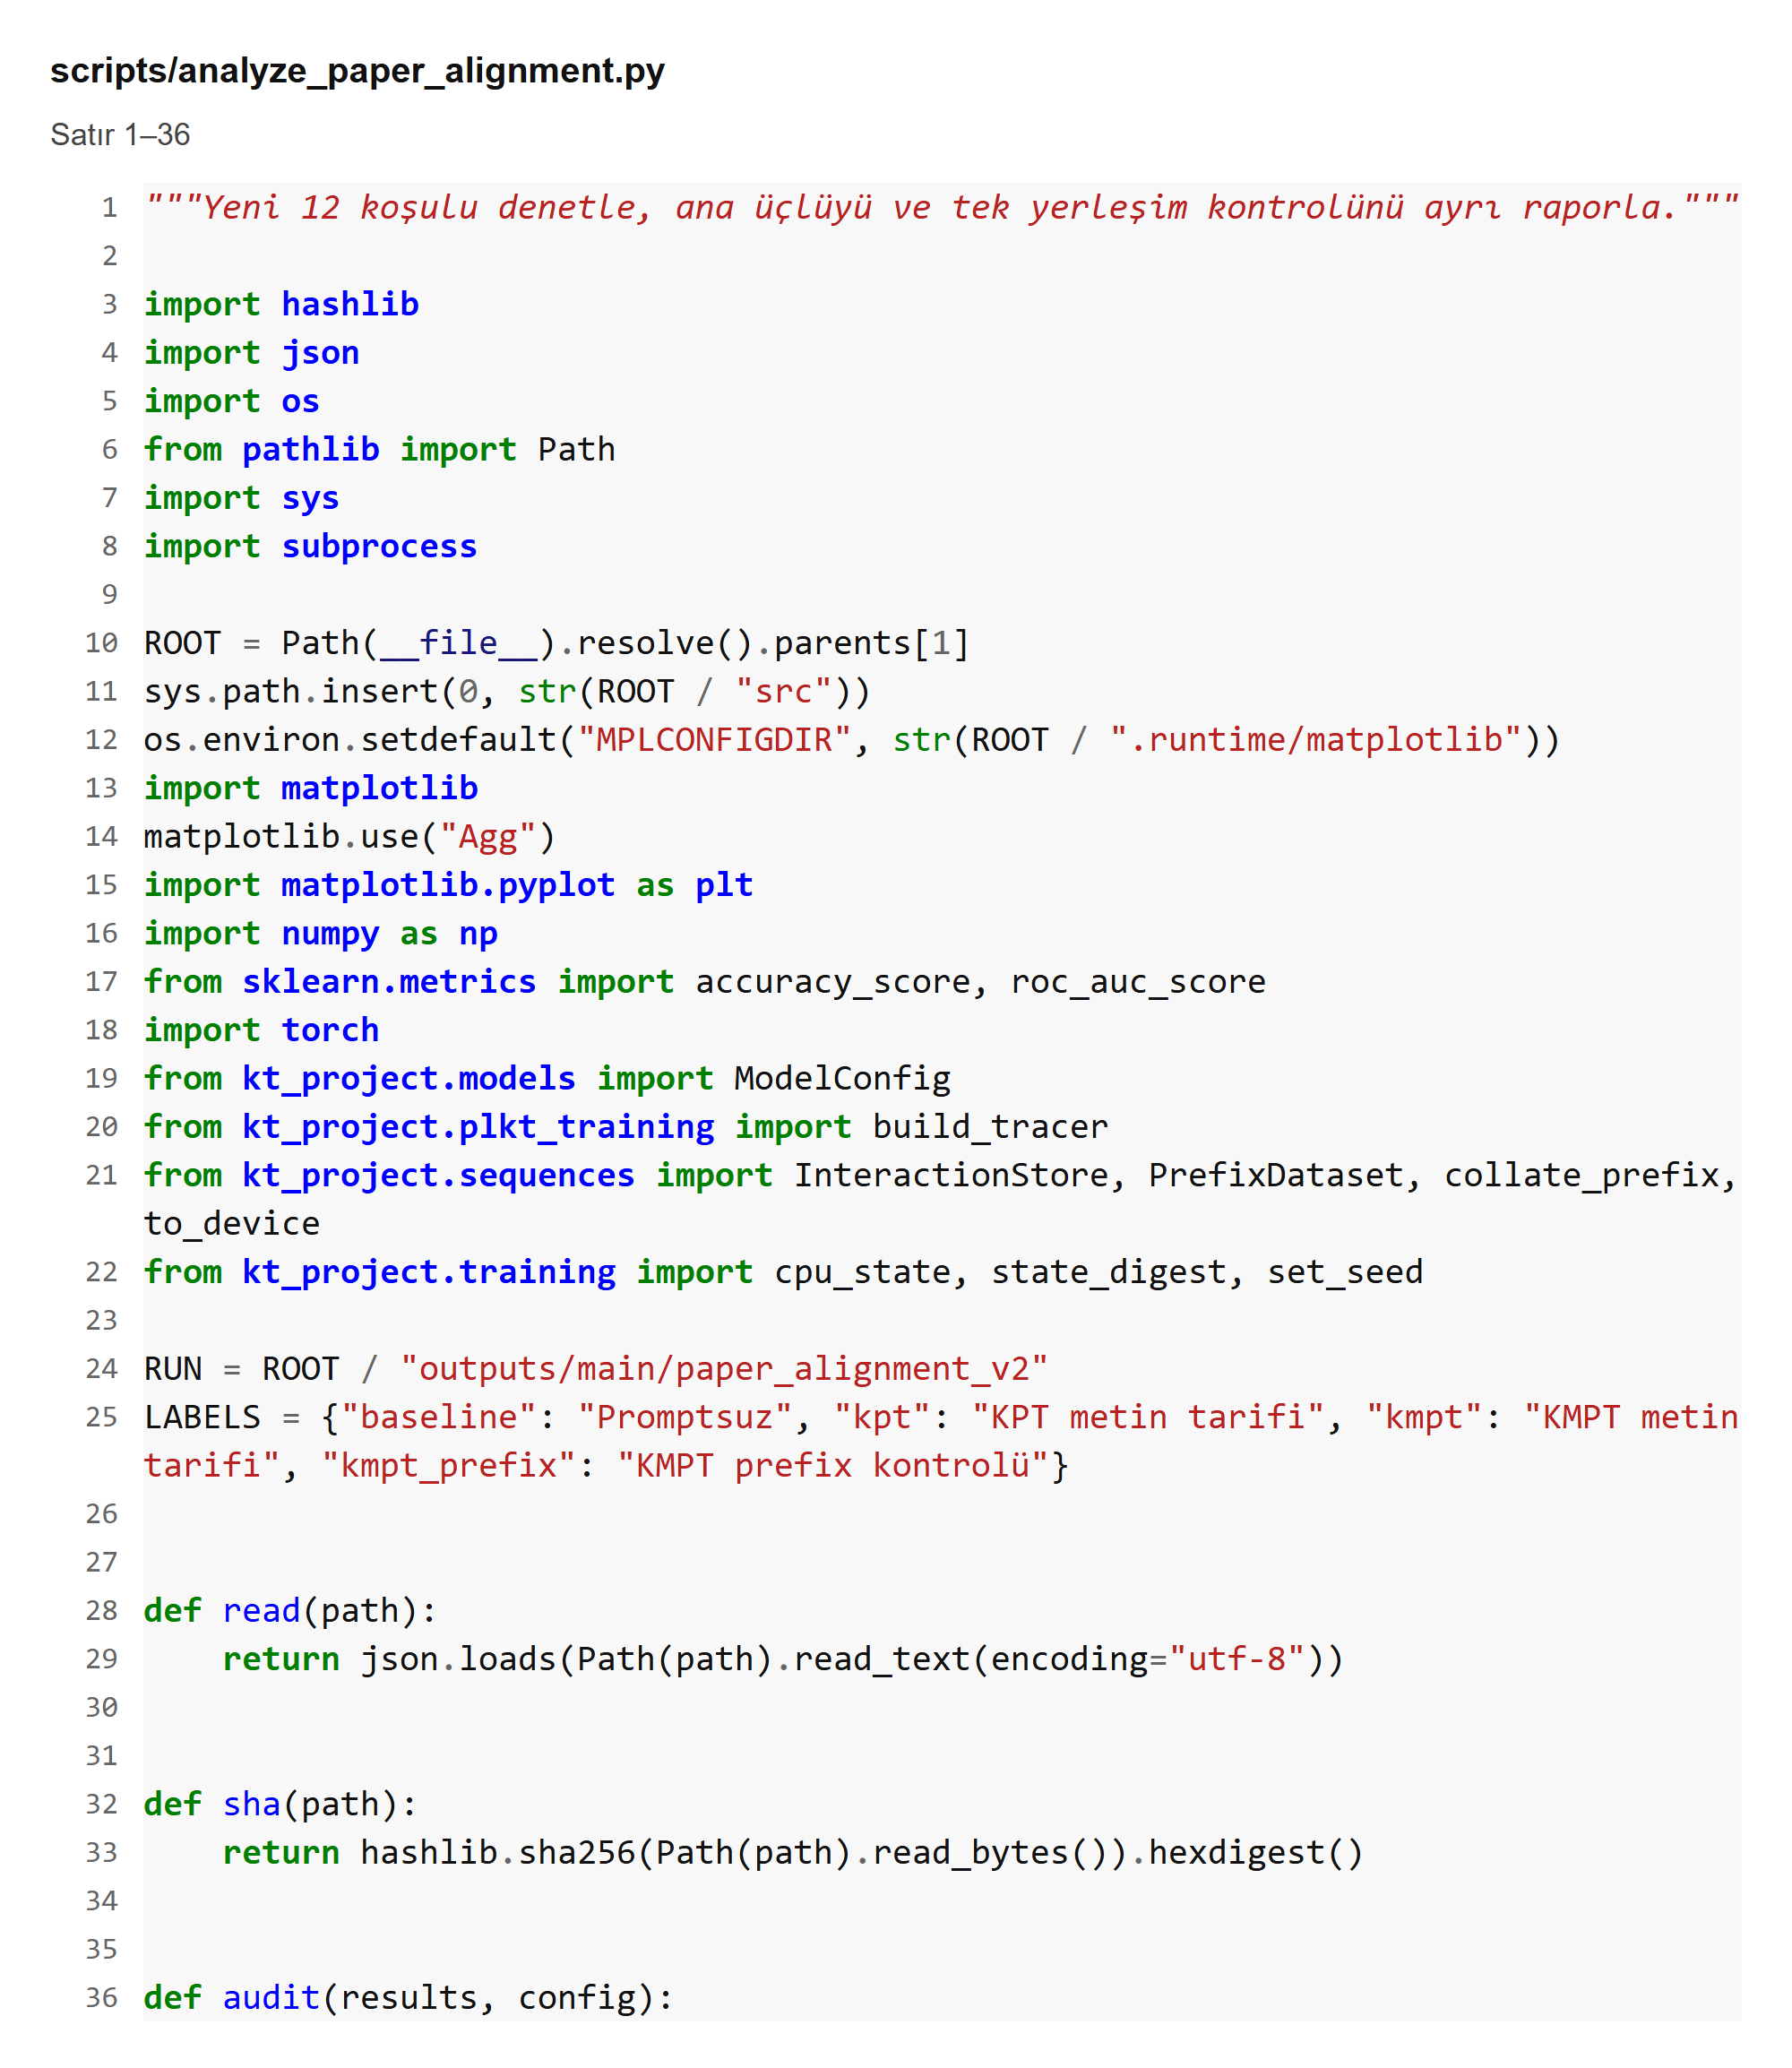 scripts/analyze_paper_alignment.py
Satır 1–36
1 """Yeni 12 koşulu denetle, ana üçlüyü ve tek yerleşim kontrolünü ayrı raporla."""
2
3 import hashlib
4 import json
5 import os
6 from pathlib import Path
7 import sys
8 import subprocess
9
10 ROOT = Path(__file__).resolve().parents[1]
11 sys.path.insert(0, str(ROOT / "src"))
12 os.environ.setdefault("MPLCONFIGDIR", str(ROOT / ".runtime/matplotlib"))
13 import matplotlib
14 matplotlib.use("Agg")
15 import matplotlib.pyplot as plt
16 import numpy as np
17 from sklearn.metrics import accuracy_score, roc_auc_score
18 import torch
19 from kt_project.models import ModelConfig
20 from kt_project.plkt_training import build_tracer
21 from kt_project.sequences import InteractionStore, PrefixDataset, collate_prefix,
to_device
22 from kt_project.training import cpu_state, state_digest, set_seed
23
24 RUN = ROOT / "outputs/main/paper_alignment_v2"
25 LABELS = {"baseline": "Promptsuz", "kpt": "KPT metin tarifi", "kmpt": "KMPT metin
tarifi", "kmpt_prefix": "KMPT prefix kontrolü"}
26
27
28 def read(path):
29     return json.loads(Path(path).read_text(encoding="utf-8"))
30
31
32 def sha(path):
33     return hashlib.sha256(Path(path).read_bytes()).hexdigest()
34
35
36 def audit(results, config):